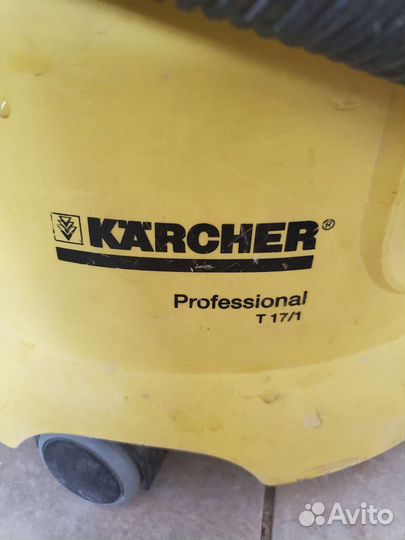 KÄRCHER®
Professional
T 17/1
Avito